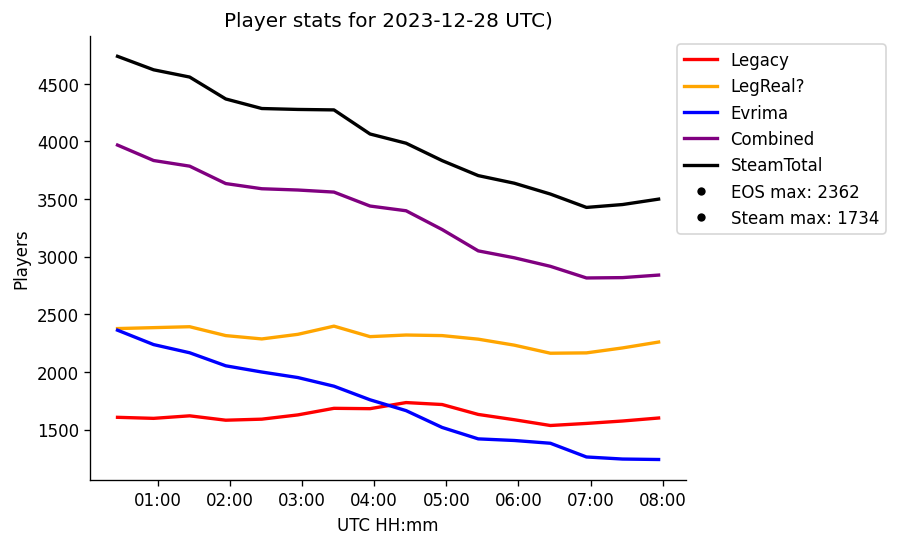 Player stats for 2023-12-28 UTC)
Legacy
LegReal?
Evrima
Combined
SteamTotal
EOS max: 2362
Steam max: 1734
Players
4500
4000
3500
3000
2500
2000
1500
01:00 02:00 03:00 04:00 05:00 06:00 07:00 08:00
UTC HH:mm